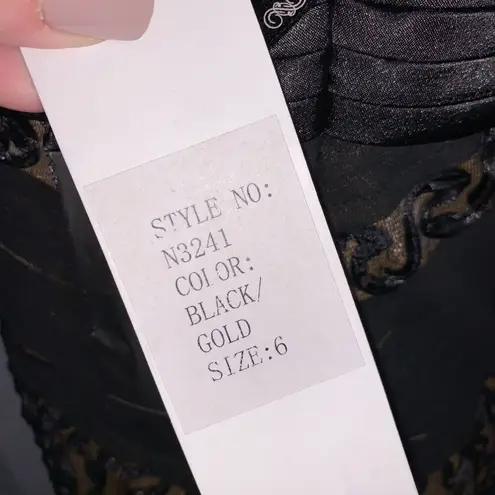 STYLE NO:
N3241
COLOR:
BLACK/
GOLD
SIZE:6